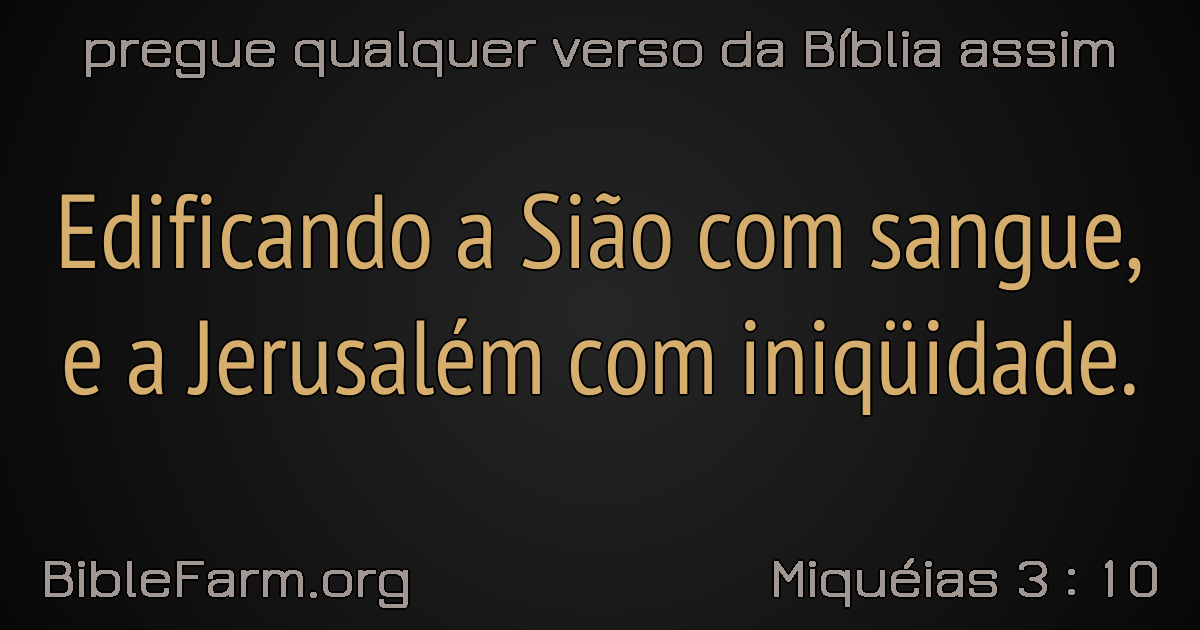 pregue qualquer verso da Bíblia assim
Edificando a Sião com sangue,
e a Jerusalém com iniqüidade.
BibleFarm.org
Miquéias 3 : 10